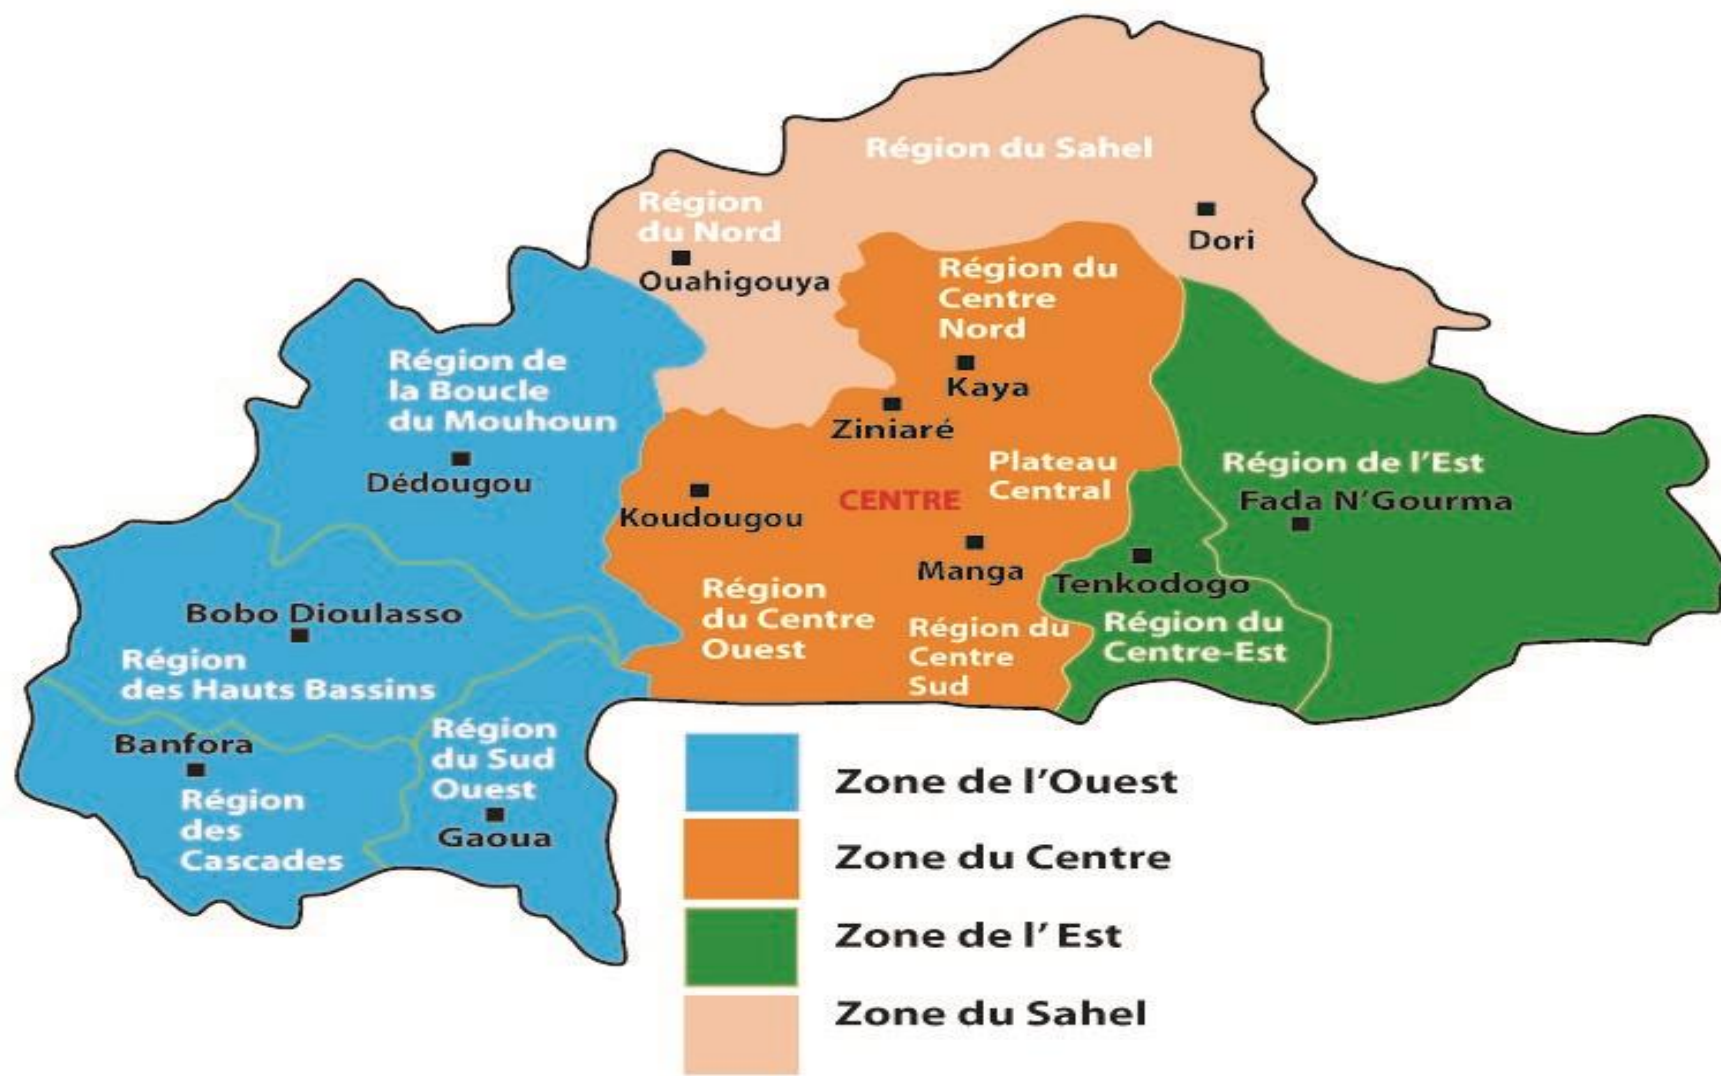 Région du Sahel
Région
du Nord
Ouahigouya
Dori
Région du
Centre
Nord
Kaya
Ziniaré
Région de
la Boucle
du Mouhoun
Dédougou
Koudougou
CENTRE
Plateau
Central
Manga
Région de l'Est
Fada N'Gourma
Tenkodogo
Région du
Centre-Est
Région
du Centre
Ouest
Région du
Centre
Sud
Bobo Dioulasso
Région
des Hauts Bassins
Banfora
Région
des
Cascades
Région
du Sud
Ouest
Gaoua
Zone de l'Ouest
Zone du Centre
Zone de l' Est
Zone du Sahel